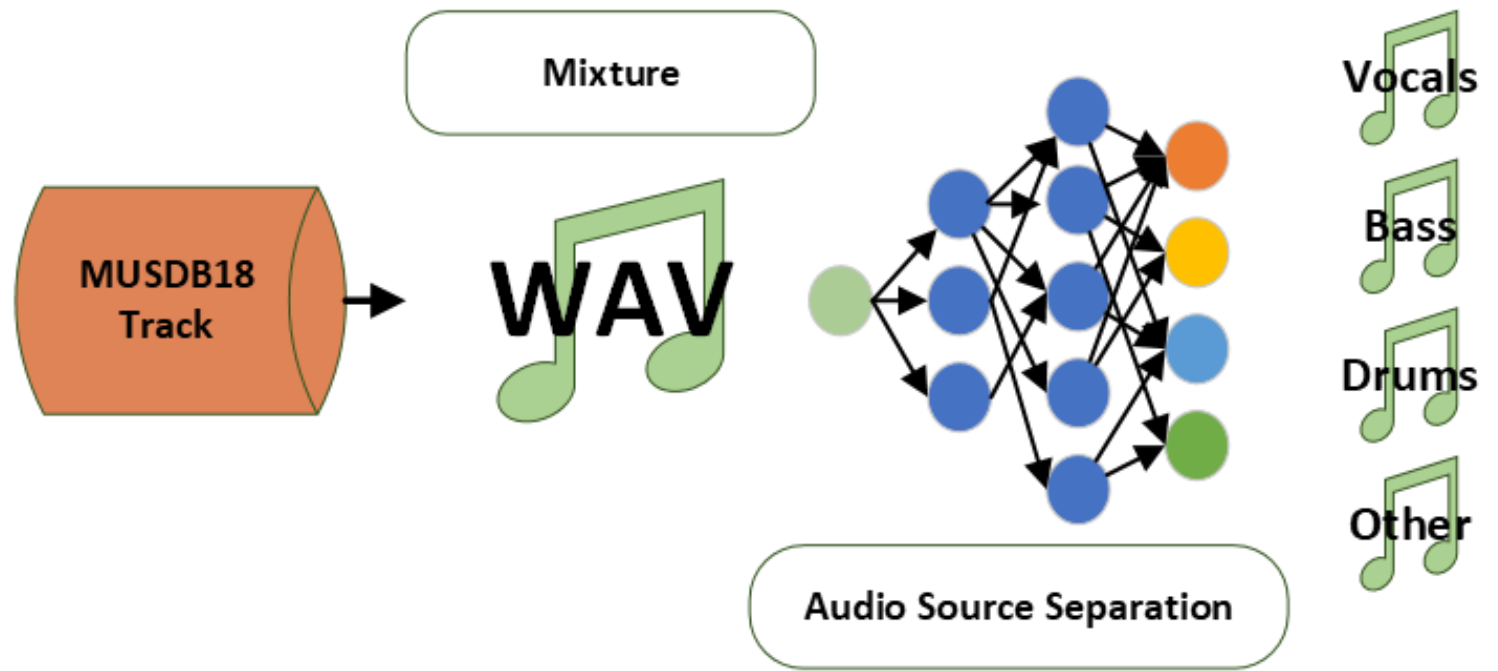 Mixture
MUSDB18
Track
WAV
Audio Source Separation
Vocals
Bass
Drums
Other